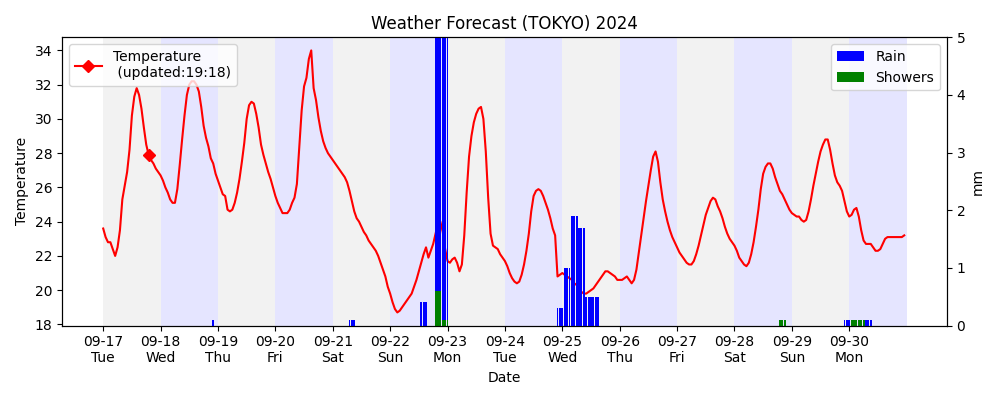 Weather Forecast (TOKYO) 2024
Temperature
(updated:19:18)
Rain
Showers
Temperature
34
32
30
28
26
24
22
20
18
5
4
3
2
1
0
mm
09-17 09-18 09-19 09-20 09-21 09-22 09-23 09-24 09-25 09-26 09-27 09-28 09-29 09-30
Tue Wed Thu Fri Sat Sun Mon Tue Wed Thu Fri Sat Sun Mon
Date